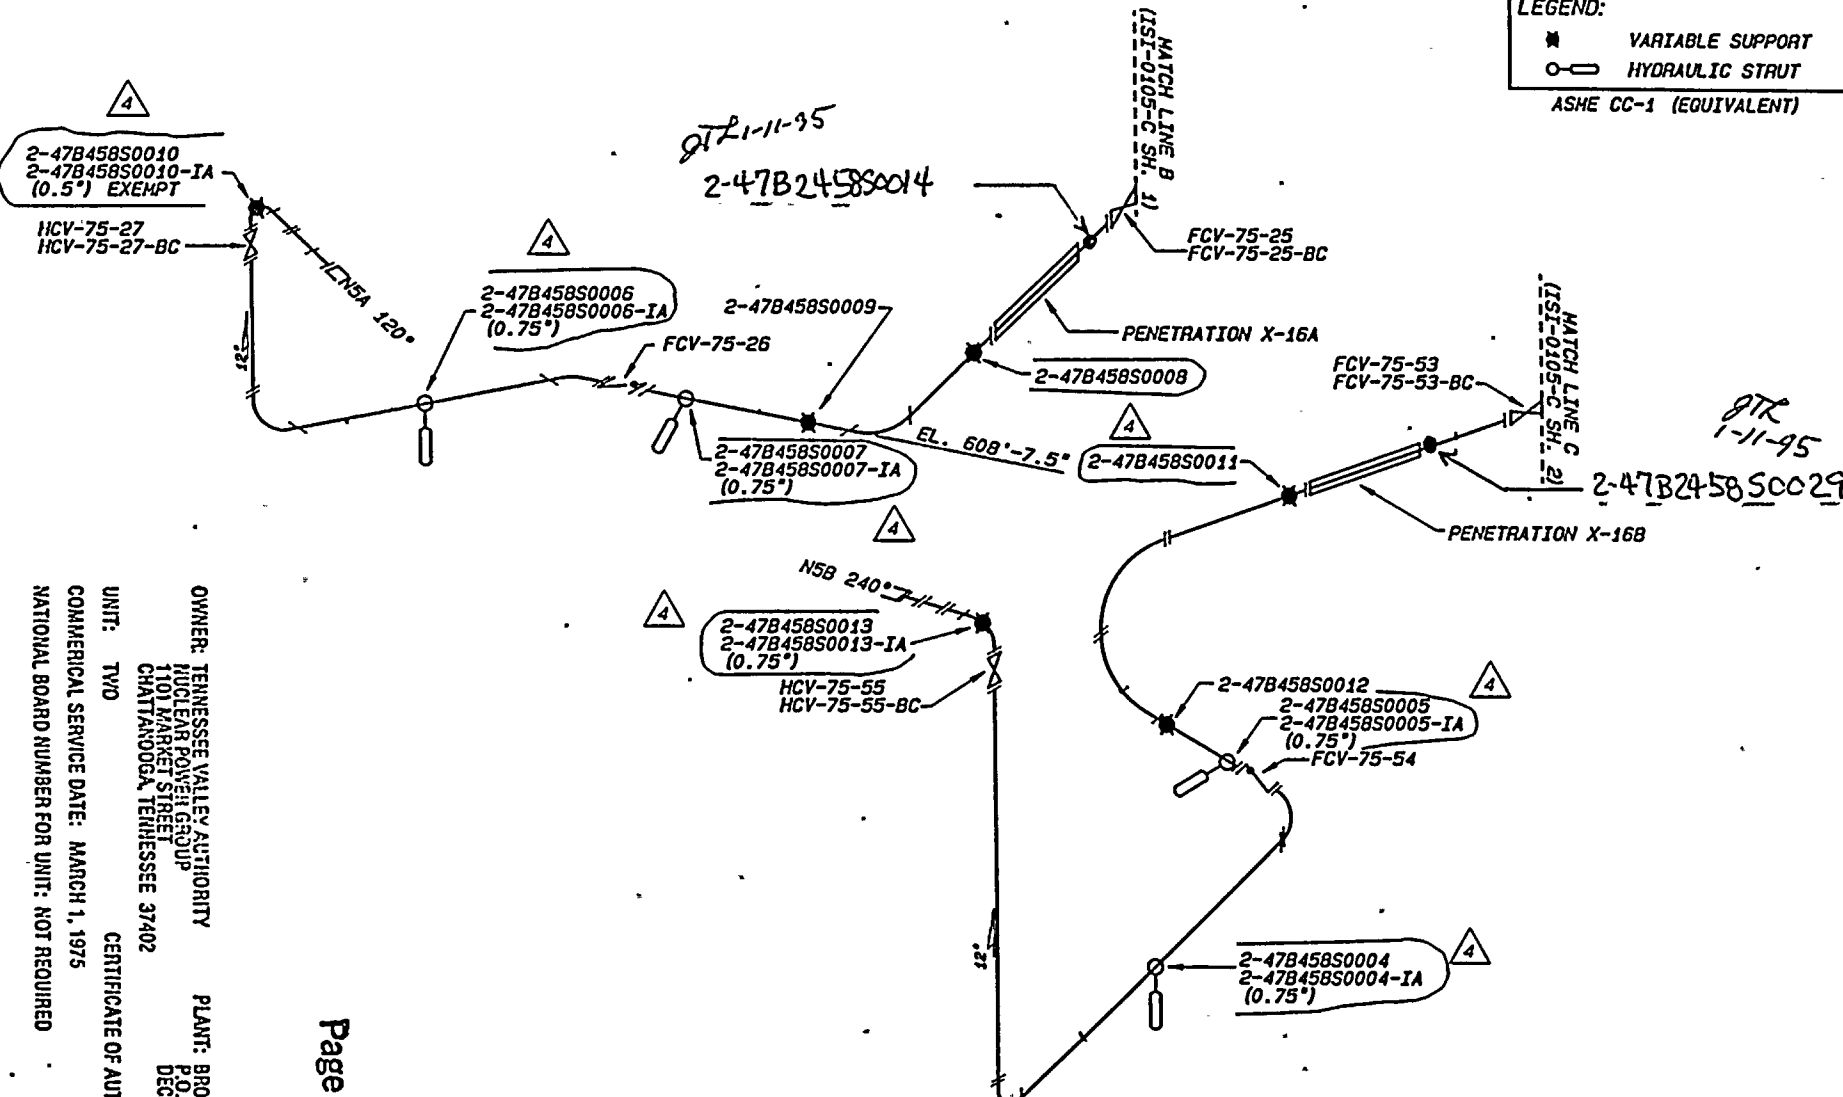 LEGEND:
VARIABLE SUPPORT
HYDRAULIC STRUT
ASME CC-1 (EQUIVALENT)
MATCH LINE B
(ISI-0105-C SH. 1)
4
2-47B458S0010
2-47B458S0010-IA
(0.5") EXEMPT
HCV-75-27
HCV-75-27-BC
N5A 120°
12"
JTL 1-11-95
2-47B2458S0014
FCV-75-25
FCV-75-25-BC
4
2-47B458S0006
2-47B458S0006-IA
(0.75")
2-47B458S0009
FCV-75-26
PENETRATION X-16A
2-47B458S0008
MATCH LINE C
(ISI-0105-C SH. 2)
FCV-75-53
FCV-75-53-BC
JTL
1-11-95
2-47B2458S0029
EL. 608'-7.5"
4
2-47B458S0011
2-47B458S0007
2-47B458S0007-IA
(0.75")
4
PENETRATION X-16B
N5B 240°
4
2-47B458S0013
2-47B458S0013-IA
(0.75")
HCV-75-55
HCV-75-55-BC
2-47B458S0012
4
2-47B458S0005
2-47B458S0005-IA
(0.75")
FCV-75-54
12"
4
2-47B458S0004
2-47B458S0004-IA
(0.75")
OWNER: TENNESSEE VALLEY AUTHORITY
NUCLEAR POWER GROUP
1101 MARKET STREET
CHATTANOOGA, TENNESSEE 37402
PLANT: BRO
P.O.
DEC
UNIT: TWO
CERTIFICATE OF AUT
COMMERICAL SERVICE DATE: MARCH 1, 1975
NATIONAL BOARD NUMBER FOR UNIT: NOT REQUIRED
Page